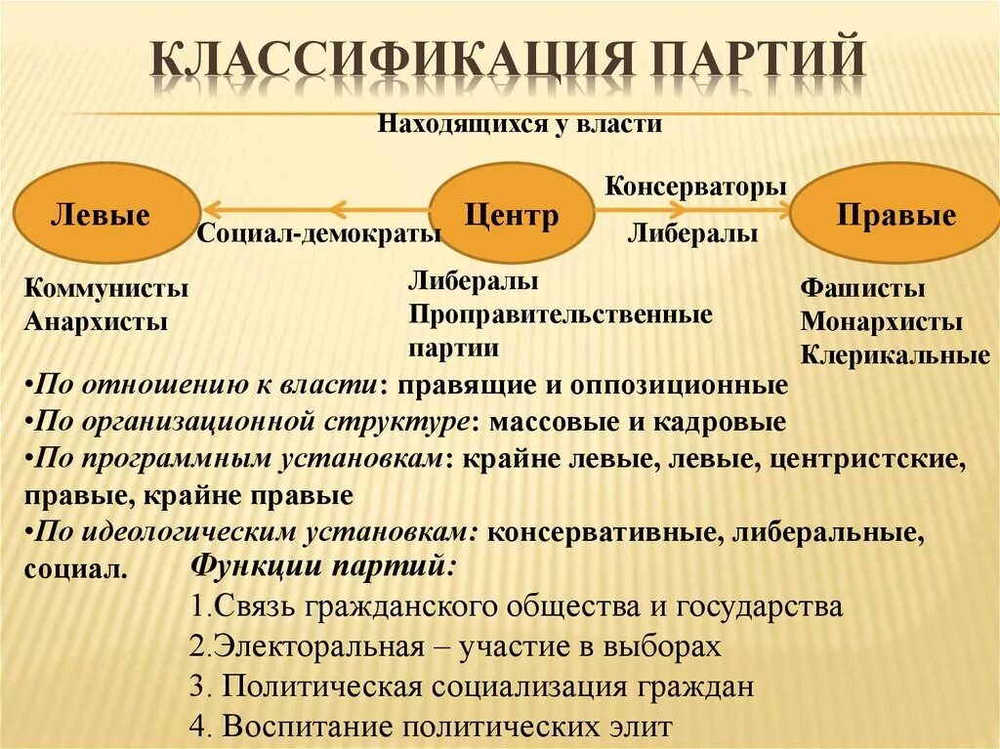 КЛАССИФИКАЦИЯ ПАРТИЙ
Находящихся у власти
Левые
Социал-демократы
Центр
Консерваторы
Либералы
Правые
Коммунисты
Анархисты
Либералы
Проправительственные
партии
Фашисты
Монархисты
Клерикальные
•По отношению к власти: правящие и оппозиционные
•По организационной структуре: массовые и кадровые
•По программным установкам: крайне левые, левые, центристские,
правые, крайне правые
•По идеологическим установкам: консервативные, либеральные,
социал.
Функции партий:
1.Связь гражданского общества и государства
2.Электоральная – участие в выборах
3. Политическая социализация граждан
4. Воспитание политических элит